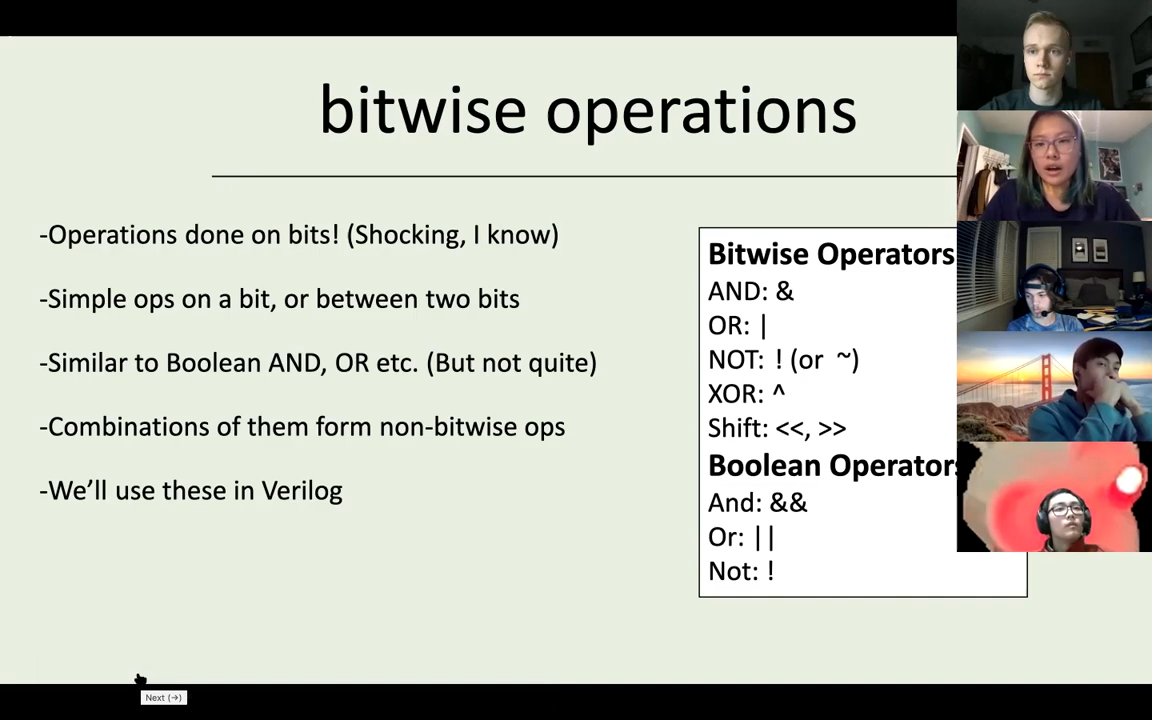 bitwise operations
-Operations done on bits! (Shocking, I know)
-Simple ops on a bit, or between two bits
-Similar to Boolean AND, OR etc. (But not quite)
-Combinations of them form non-bitwise ops
-We’ll use these in Verilog
Bitwise Operators
AND: &
OR: |
NOT: ! (or ~)
XOR: ^
Shift: <<, >>
Boolean Operators
And: &&
Or: ||
Not: !
Next (→)